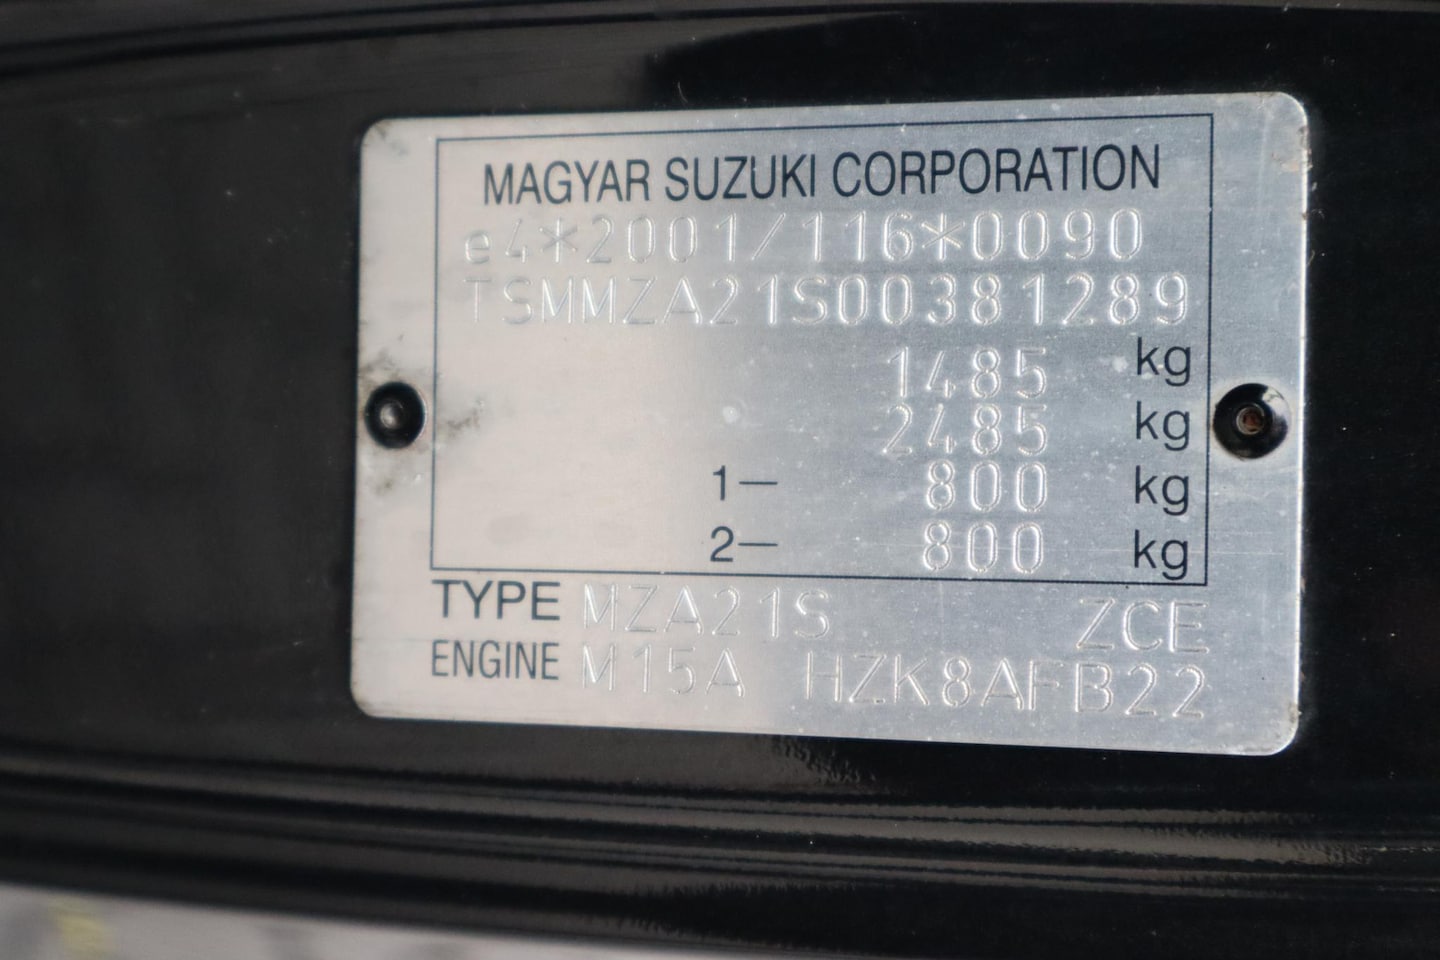 MAGYAR SUZUKI CORPORATION
e4*2001/116*0090
TSMMZA21S00381289
1485 kg
2485 kg
1— 800 kg
2— 800 kg
TYPE MZA21S ZCE
ENGINE M15A HZK8AFB22